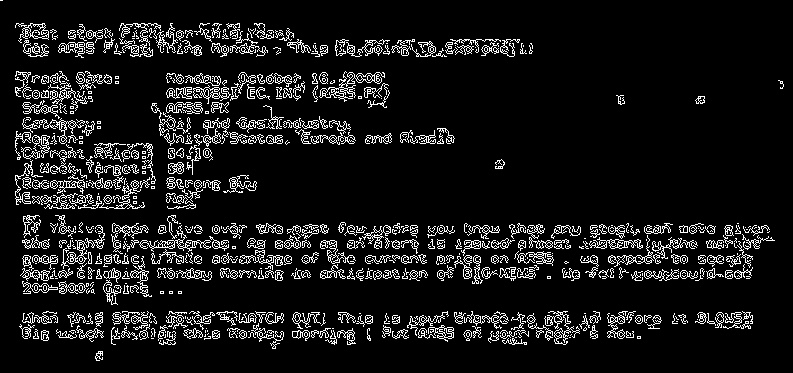 Best Stock Pick for this Year!
Get ARSS First Thing Monday, This Is Going To Explode!!!
Trade Date: Monday, October 16, 2006
Company: AMEROSSI EC INC (ARSS.PK)
Stock: ARSS.PK
Category: Oil and Gas Industry
Region: United States, Europe and Russia
Current Price: $4.10
Week Target: $8
Recomendation: Strong Buy
Expectations: Max
If You've been alive over the past few years you know that any stock can move given
the right circumstances. As soon as an alert is issued almost instantly the market
goes Balistic! Take advantage of the current price on ARSS . We expect to see it
begin climbing Monday Morning in anticipation of BIG NEWS . We feel you could see
200-500% Gains ...
When this Stock moves - WATCH OUT! This is your chance to get in before it BLOWS!
Big watch in play this Monday morning! Put ARSS on your radar's now.